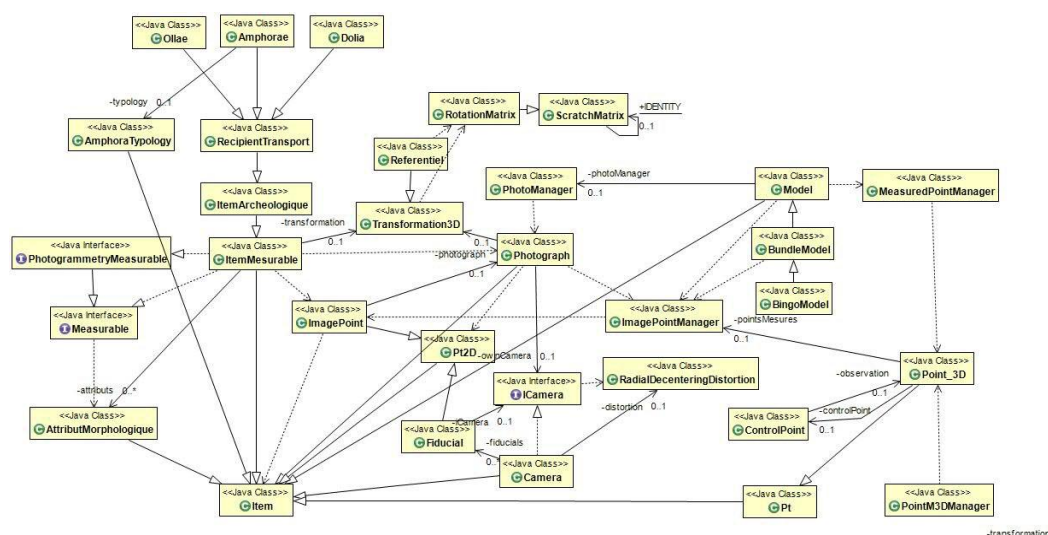 <<Java Class>>
Ollae
<<Java Class>>
Amphorae
<<Java Class>>
Dolia
-typology
0..1
<<Java Class>>
AmphoraTypology
<<Java Class>>
RecipientTransport
<<Java Class>>
RotationMatrix
<<Java Class>>
ScratchMatrix
+IDENTITY
0..1
<<Java Class>>
Referentiel
<<Java Class>>
ItemArcheologique
<<Java Class>>
PhotoManager
-photoManager
0..1
<<Java Class>>
Model
<<Java Class>>
MeasuredPointManager
-transformation
0..1
<<Java Class>>
Transformation3D
0..1
<<Java Interface>>
PhotogrammetryMeasurable
<<Java Class>>
ItemMesurable
-photograph
0..1
<<Java Class>>
Photograph
<<Java Class>>
BundleModel
<<Java Class>>
BingoModel
<<Java Interface>>
Measurable
<<Java Class>>
ImagePoint
<<Java Class>>
ImagePointManager
-pointsMesures
0..1
<<Java Class>>
Pt2D
-ownCamera
0..1
<<Java Class>>
Point_3D
-attributs
0..*
<<Java Interface>>
ICamera
<<Java Class>>
RadialDecenteringDistortion
-observation
0..1
<<Java Class>>
AttributMorphologique
<<Java Class>>
Fiducial
-iCamera
0..1
-distortion
0..1
<<Java Class>>
ControlPoint
-controlPoint
0..1
-fiducials
<<Java Class>>
Camera
<<Java Class>>
Item
<<Java Class>>
Pt
<<Java Class>>
PointM3DManager
-transformation